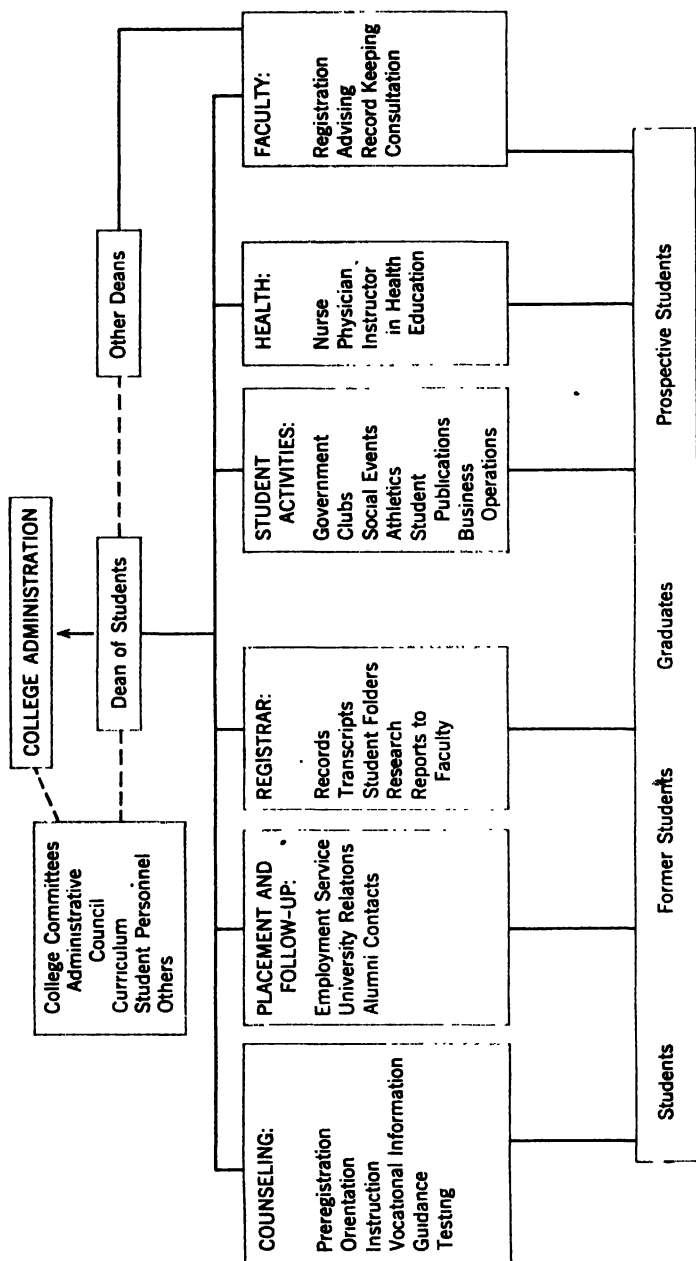 COLLEGE ADMINISTRATION
College Committees
Administrative
Council
Curriculum
Student Personnel
Others
Dean of Students
Other Deans
COUNSELING:
Preregistration
Orientation
Instruction
Vocational Information
Guidance
Testing
PLACEMENT AND
FOLLOW-UP:
Employment Service
University Relations
Alumni Contacts
REGISTRAR:
Records
Transcripts
Student Folders
Research
Reports to
Faculty
STUDENT
ACTIVITIES:
Government
Clubs
Social Events
Athletics
Student
Publications
Business
Operations
HEALTH:
Nurse
Physician
Instructor
in Health
Education
FACULTY:
Registration
Advising
Record Keeping
Consultation
Students
Former Students
Graduates
Prospective Students